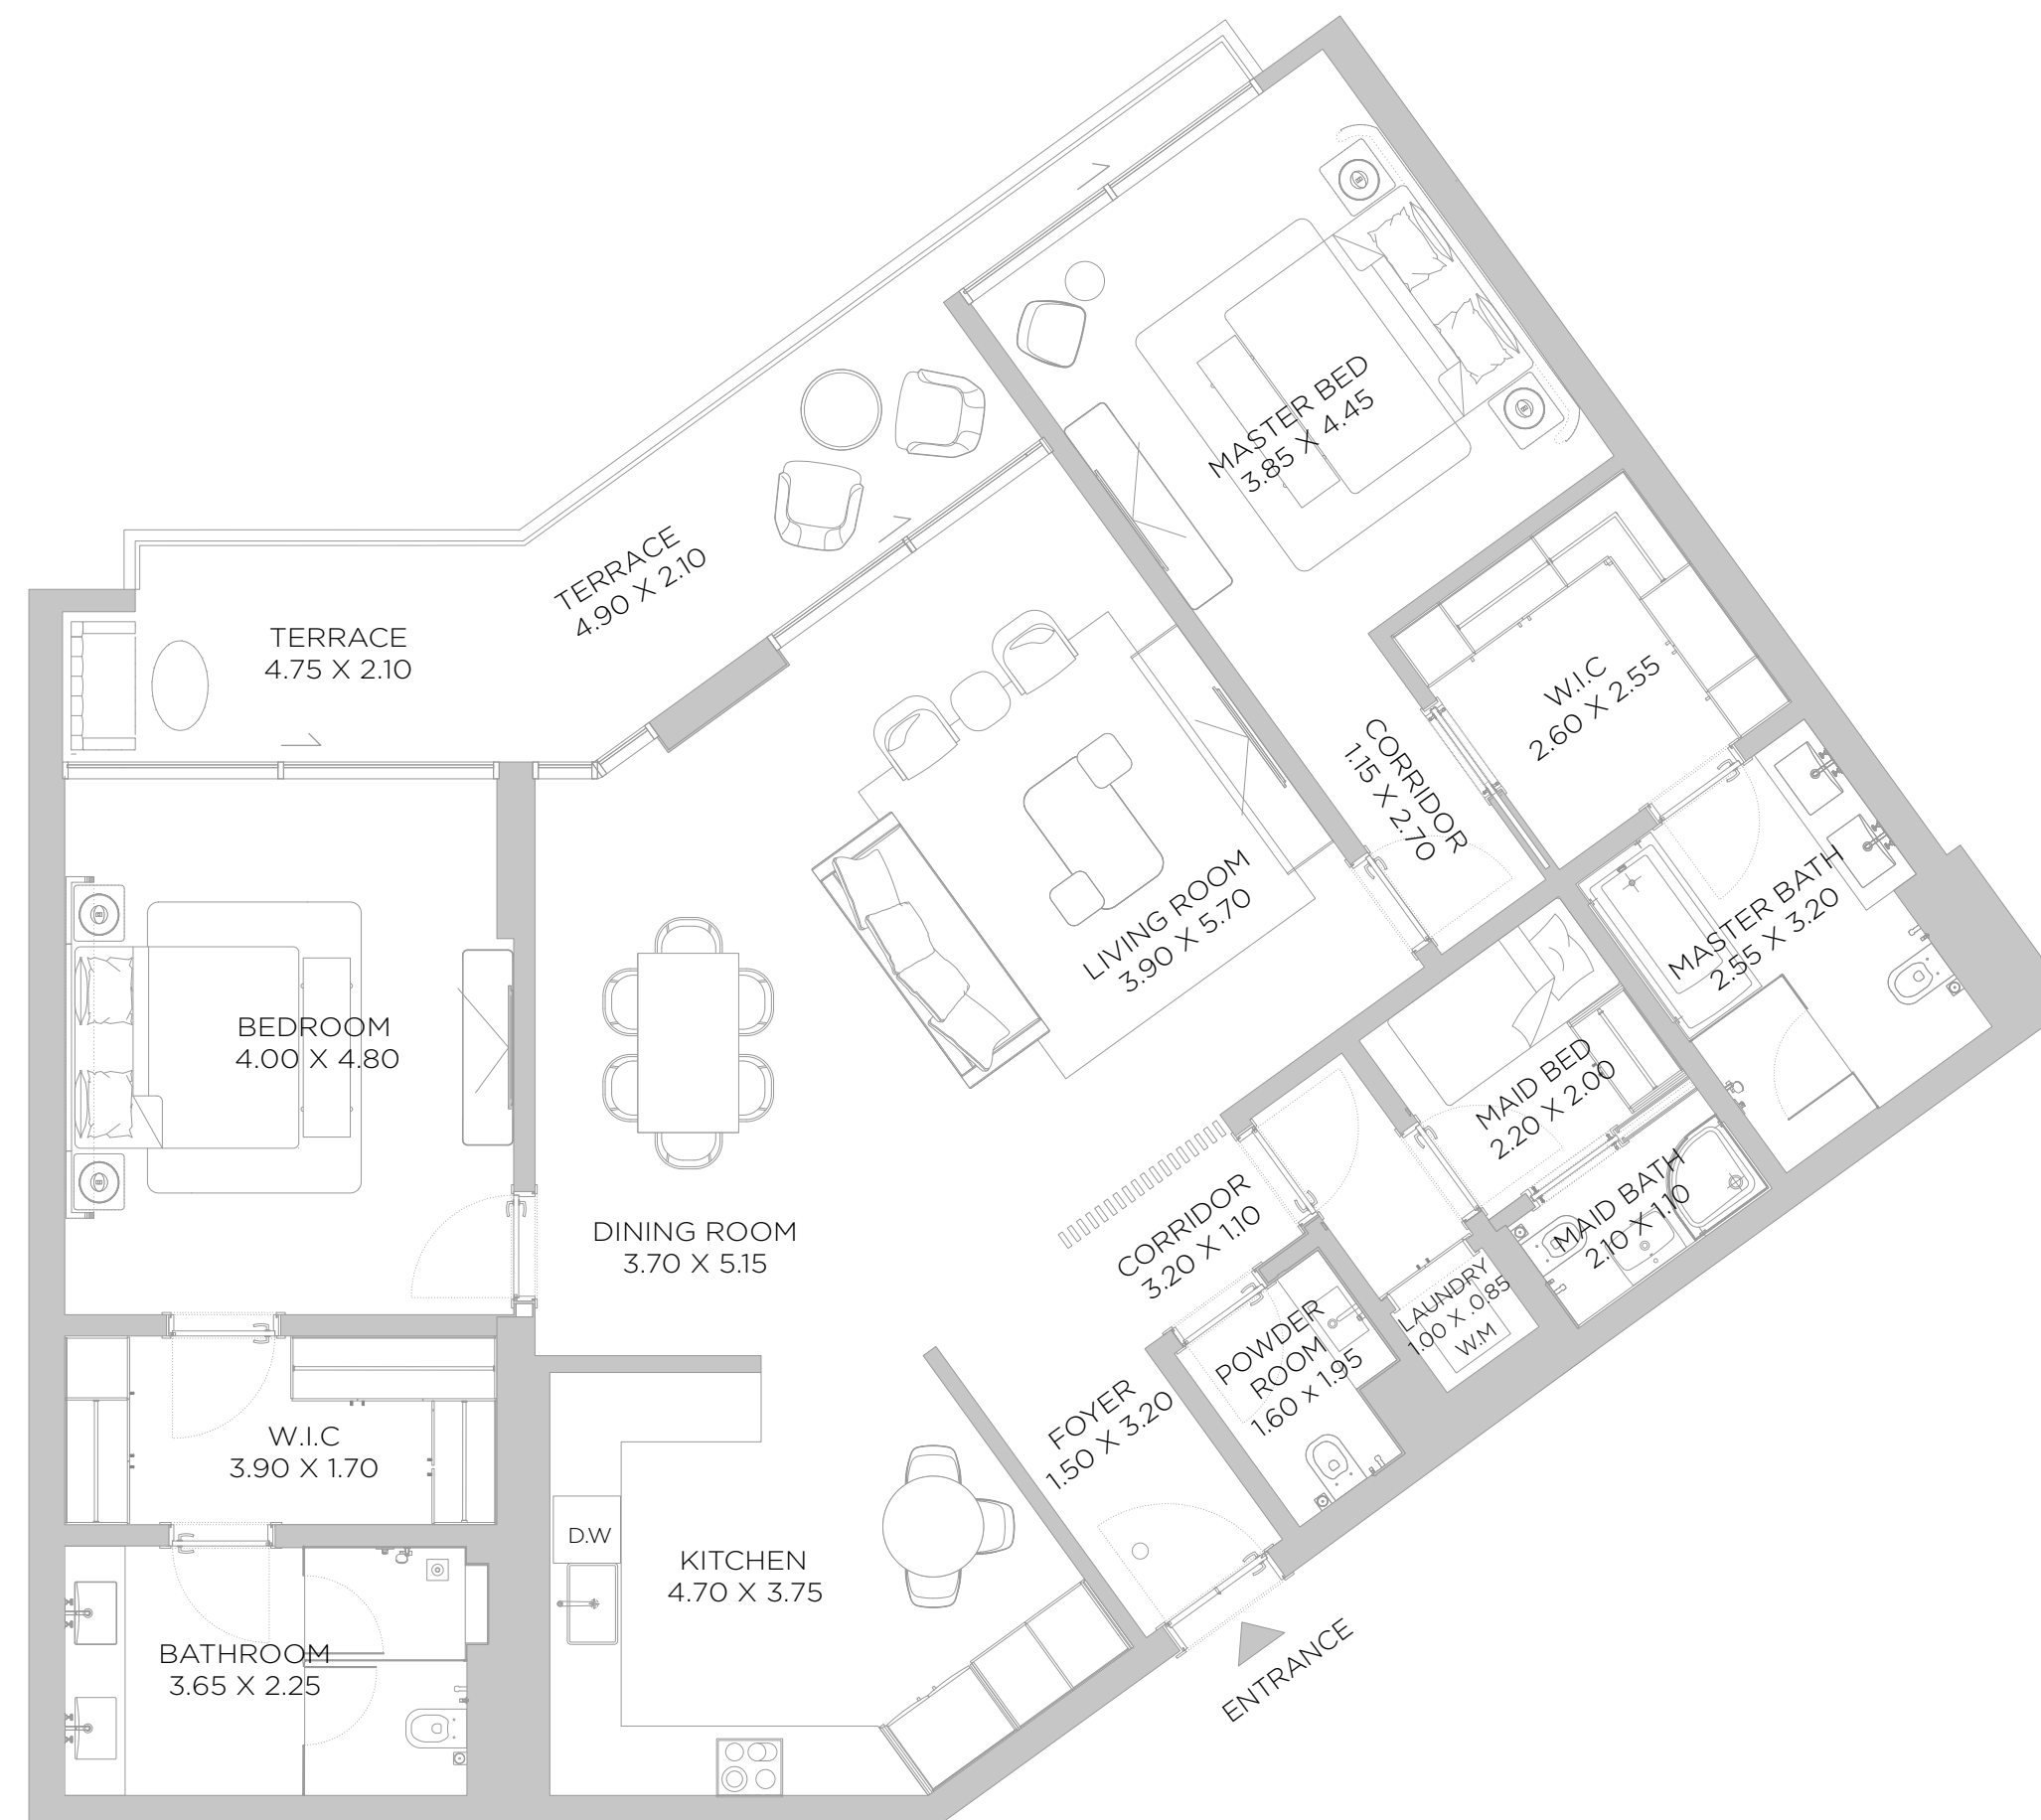 MASTER BED
3.85 X 4.45
TERRACE
4.90 X 2.10
TERRACE
4.75 X 2.10
W.I.C
2.60 X 2.55
CORRIDOR
1.15 X 2.70
MASTER BATH
2.55 X 3.20
LIVING ROOM
3.90 X 5.70
BEDROOM
4.00 X 4.80
MAID BED
2.20 X 2.00
MAID BATH
2.10 X 1.10
DINING ROOM
3.70 X 5.15
CORRIDOR
3.20 X 1.10
LAUNDRY
1.00 X .0.85
W.M
POWDER
ROOM
1.60 X 1.95
FOYER
1.50 X 3.20
W.I.C
3.90 X 1.70
D.W
KITCHEN
4.70 X 3.75
BATHROOM
3.65 X 2.25
ENTRANCE